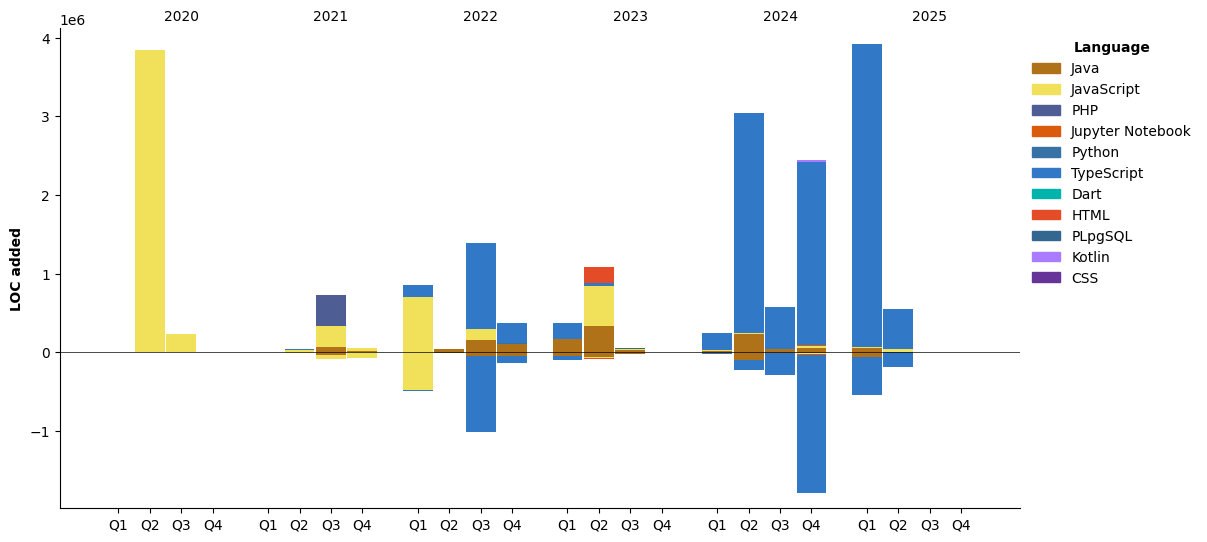 1e6
2020 2021 2022 2023 2024 2025
4
3
2
1
0
−1
LOC added
Q1 Q2 Q3 Q4 Q1 Q2 Q3 Q4 Q1 Q2 Q3 Q4 Q1 Q2 Q3 Q4 Q1 Q2 Q3 Q4 Q1 Q2 Q3 Q4
Language
Java
JavaScript
PHP
Jupyter Notebook
Python
TypeScript
Dart
HTML
PLpgSQL
Kotlin
CSS